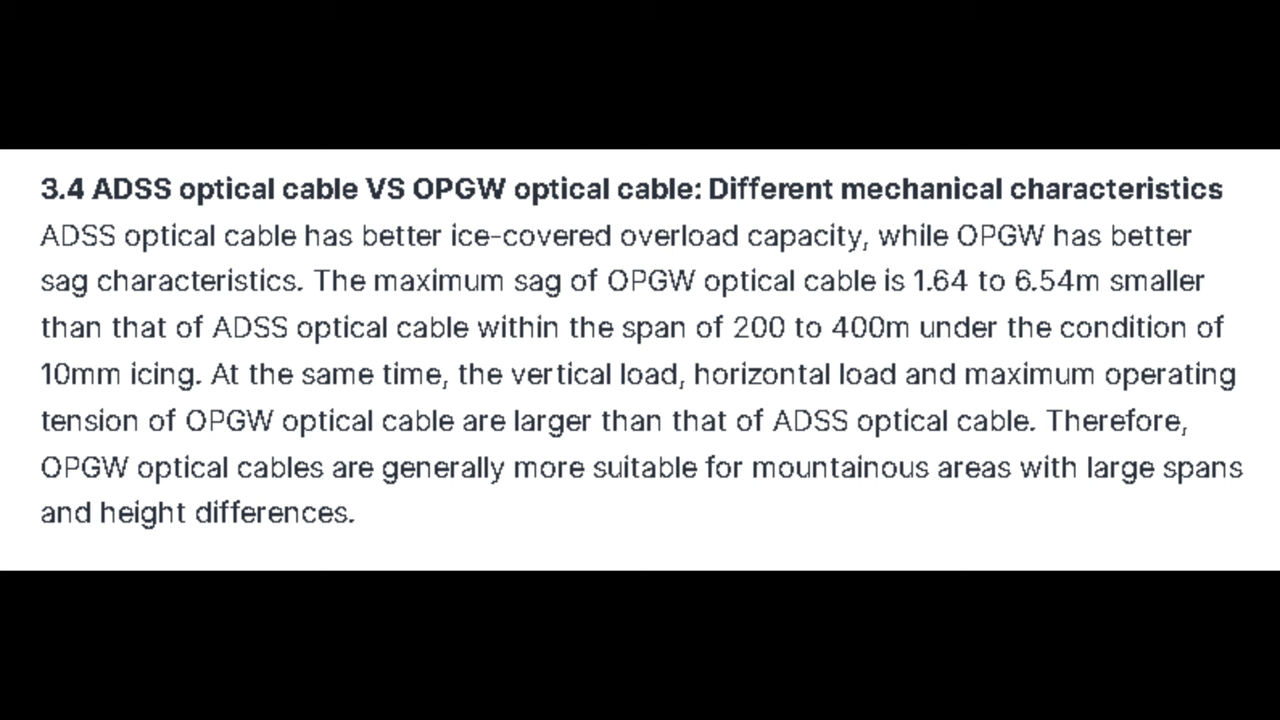 3.4 ADSS optical cable VS OPGW optical cable: Different mechanical characteristics
ADSS optical cable has better ice-covered overload capacity, while OPGW has better
sag characteristics. The maximum sag of OPGW optical cable is 1.64 to 6.54m smaller
than that of ADSS optical cable within the span of 200 to 400m under the condition of
10mm icing. At the same time, the vertical load, horizontal load and maximum operating
tension of OPGW optical cable are larger than that of ADSS optical cable. Therefore,
OPGW optical cables are generally more suitable for mountainous areas with large spans
and height differences.